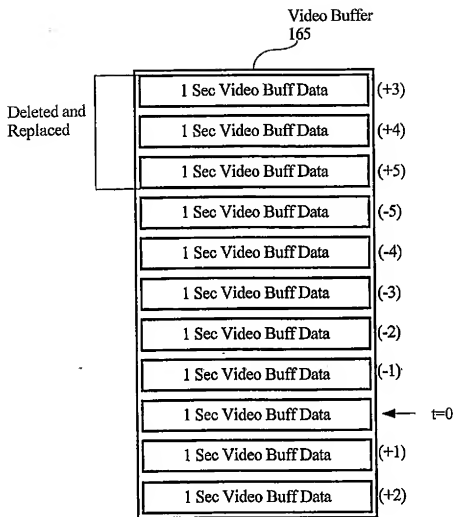 Video Buffer
165
Deleted and
Replaced
1 Sec Video Buff Data (+3)
1 Sec Video Buff Data (+4)
1 Sec Video Buff Data (+5)
1 Sec Video Buff Data (-5)
1 Sec Video Buff Data (-4)
1 Sec Video Buff Data (-3)
1 Sec Video Buff Data (-2)
1 Sec Video Buff Data (-1)
1 Sec Video Buff Data t=0
1 Sec Video Buff Data (+1)
1 Sec Video Buff Data (+2)